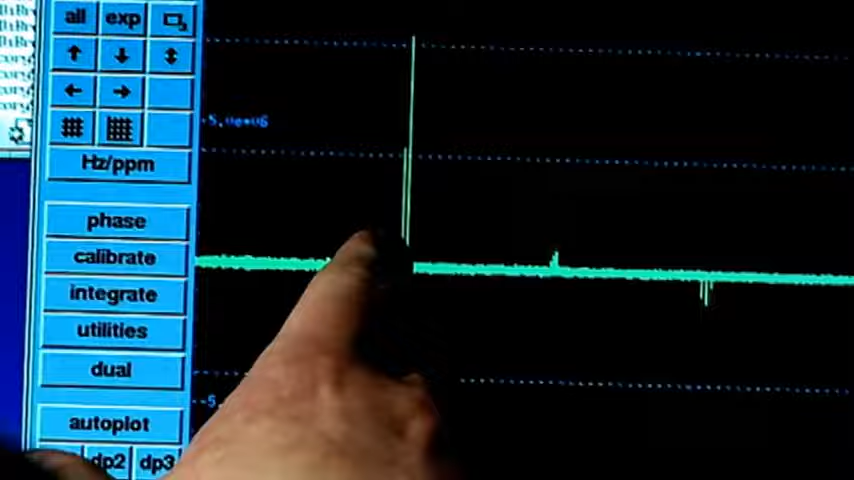 all exp
Hz/ppm
phase
calibrate
integrate
utilities
dual
autoplot
dp2 dp3